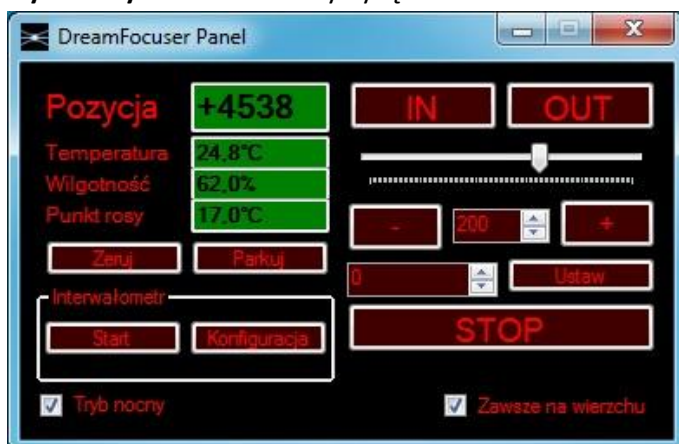 DreamFocuser Panel
Pozycja +4538 IN OUT
Temperatura 24,8°C
Wilgotność 62,0%
Punkt rosy 17,0°C
- 200 +
Zeruj Parkuj
0 Ustaw
Interwałometr
Start Konfiguracja
STOP
Tryb nocny Zawsze na wierzchu